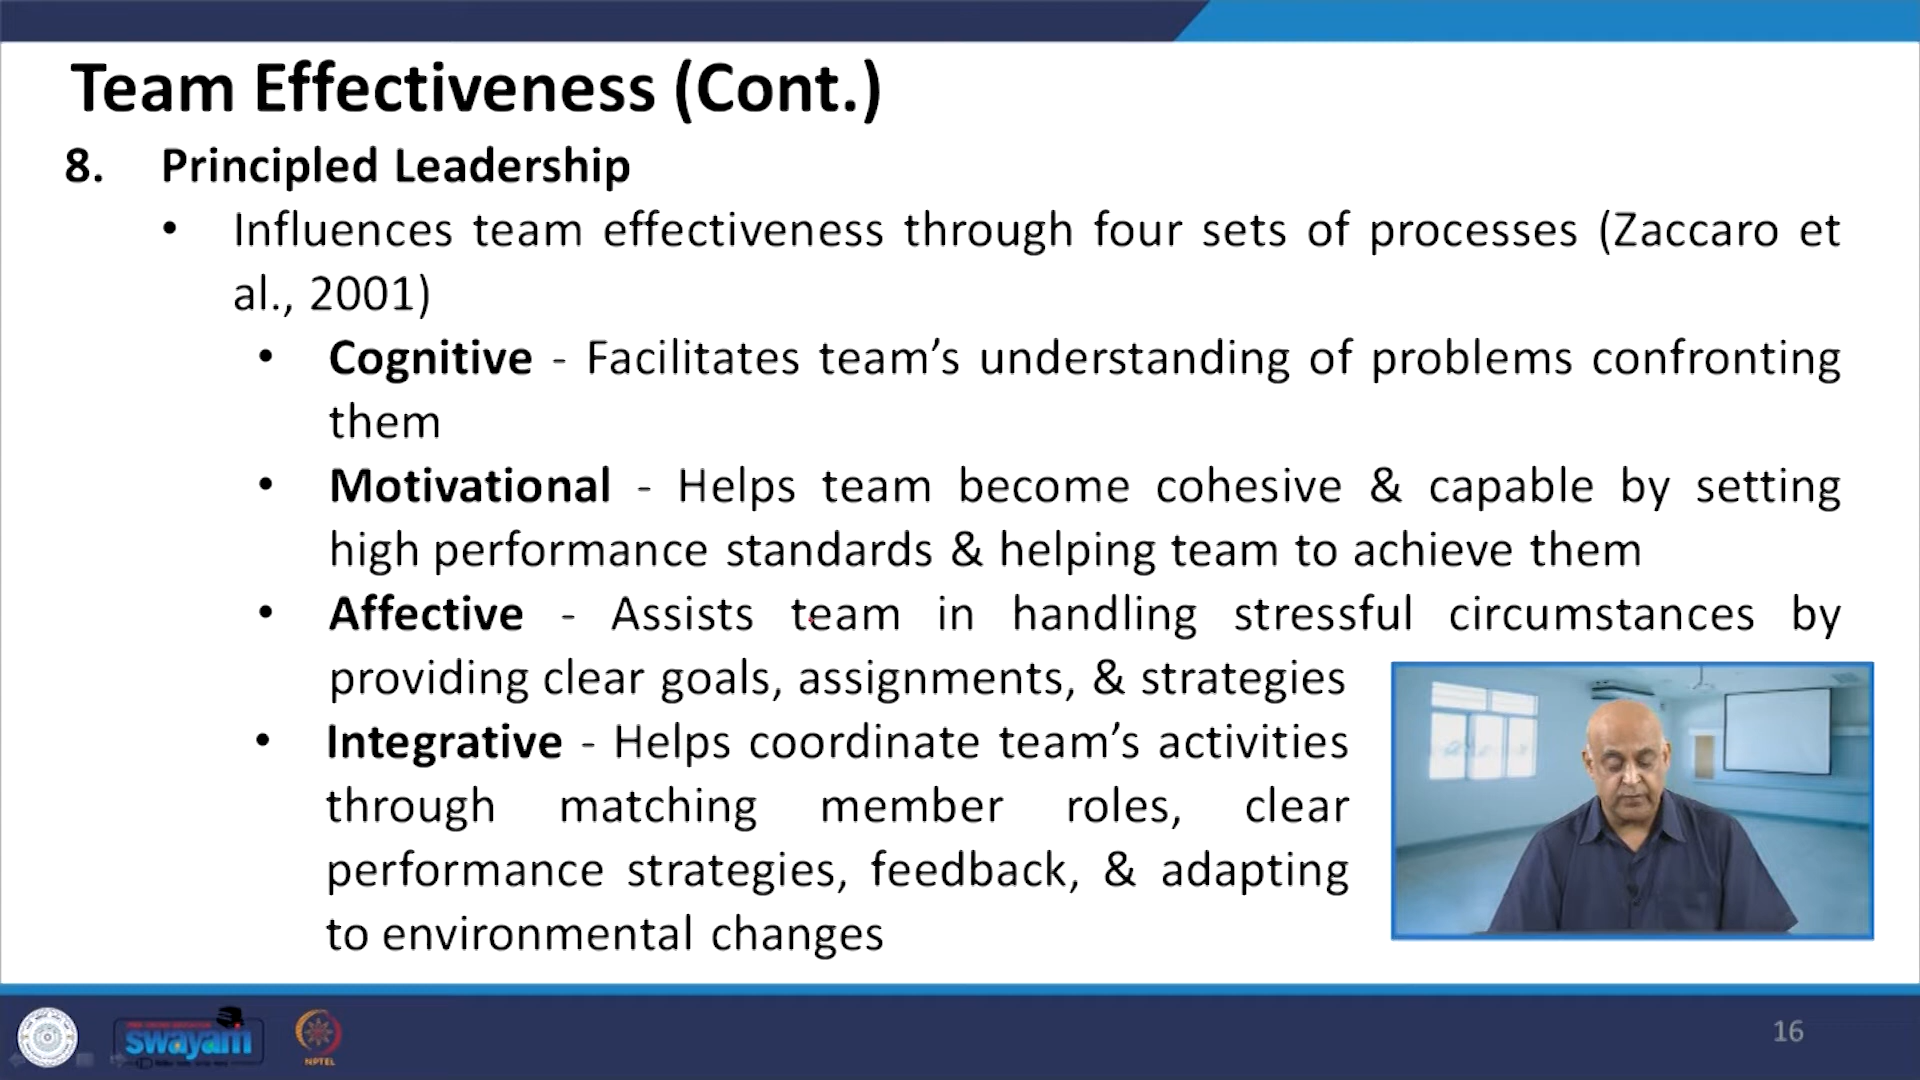 Team Effectiveness (Cont.)
8. Principled Leadership
• Influences team effectiveness through four sets of processes (Zaccaro et
al., 2001)
• Cognitive - Facilitates team’s understanding of problems confronting
them
• Motivational - Helps team become cohesive & capable by setting
high performance standards & helping team to achieve them
• Affective - Assists team in handling stressful circumstances by
providing clear goals, assignments, & strategies
• Integrative - Helps coordinate team’s activities
through matching member roles, clear
performance strategies, feedback, & adapting
to environmental changes
swayam
NPTEL
16